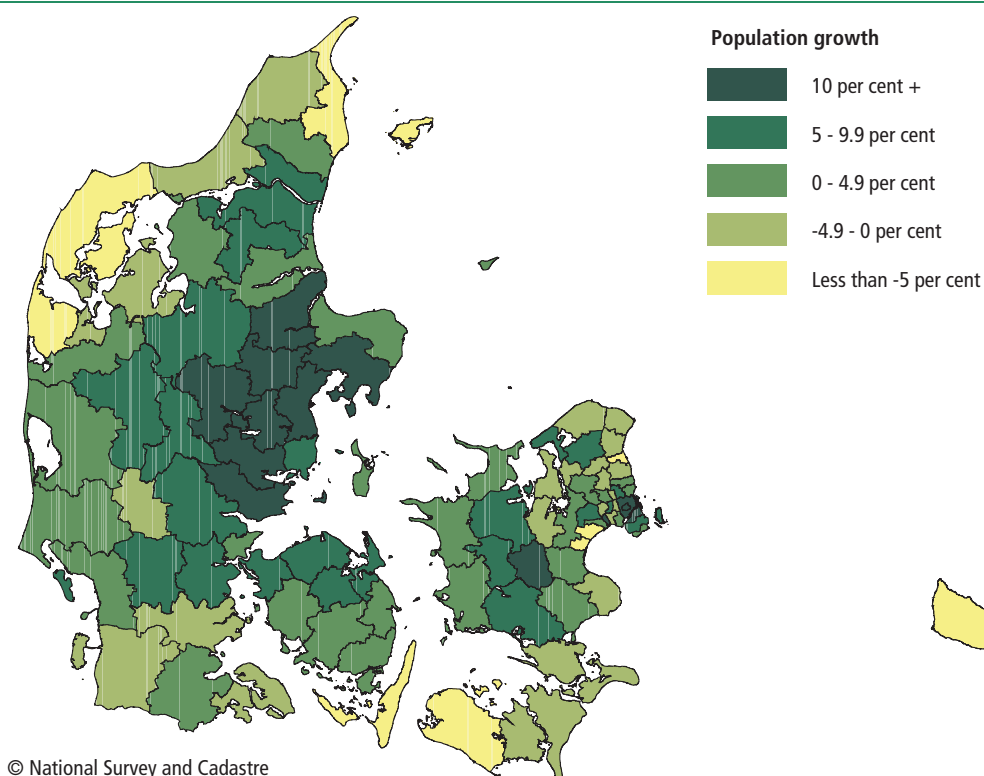 Population growth
10 per cent +
5 - 9.9 per cent
0 - 4.9 per cent
-4.9 - 0 per cent
Less than -5 per cent
© National Survey and Cadastre